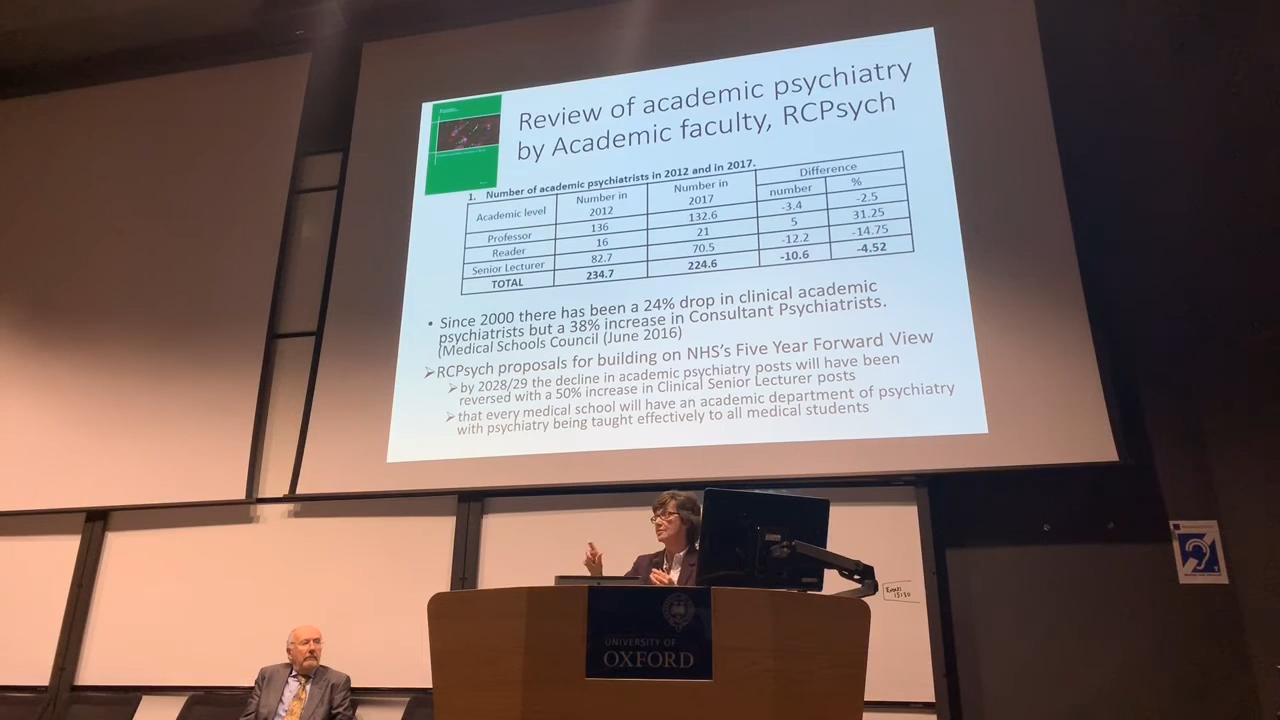 Review of academic psychiatry
by Academic faculty, RCPsych
1. Number of academic psychiatrists in 2012 and in 2017.
Academic level Number in 2012 Number in 2017 Difference
number %
Professor 136 132.6 -3.4 -2.5
Reader 16 21 5 31.25
Senior Lecturer 82.7 70.5 -12.2 -14.75
TOTAL 234.7 224.6 -10.6 -4.52
• Since 2000 there has been a 24% drop in clinical academic
psychiatrists but a 38% increase in Consultant Psychiatrists.
(Medical Schools Council (June 2016)
➢RCPsych proposals for building on NHS's Five Year Forward View
➢by 2028/29 the decline in academic psychiatry posts will have been
reversed with a 50% increase in Clinical Senior Lecturer posts
➢that every medical school will have an academic department of psychiatry
with psychiatry being taught effectively to all medical students
UNIVERSITY OF
OXFORD